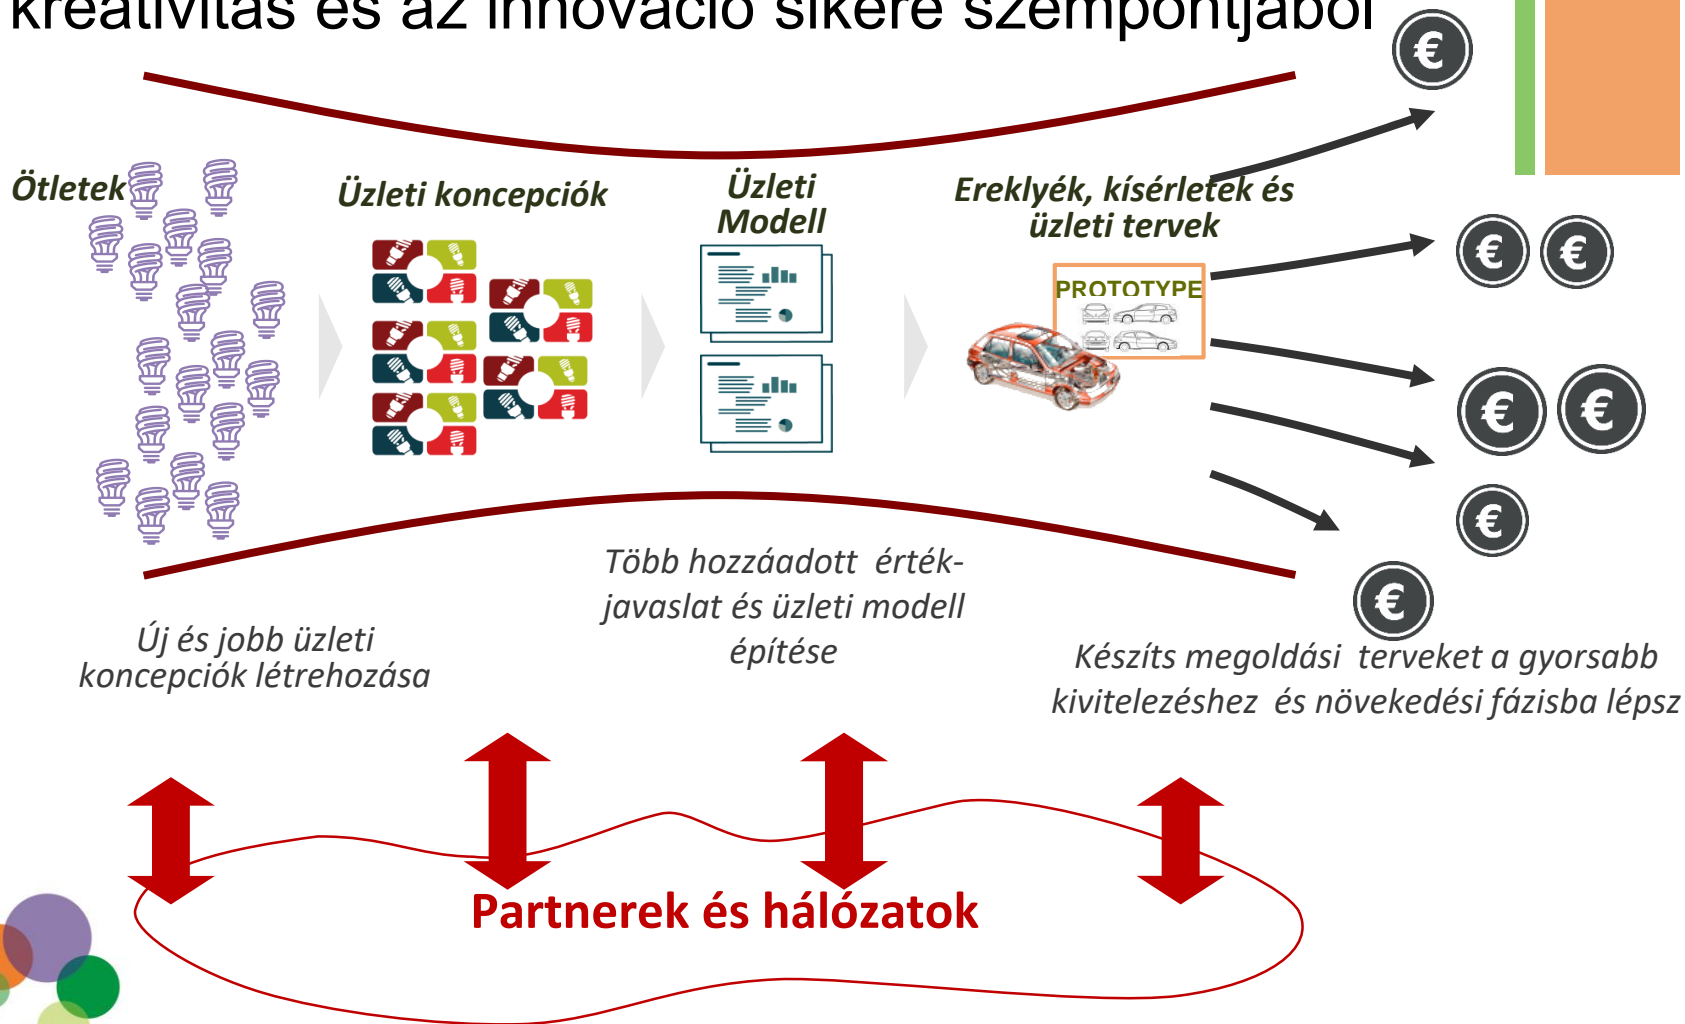 kreativitás és az innováció sikere szempontjából
Ötletek
Üzleti koncepciók
Üzleti
Modell
Ereklyék, kísérletek és
üzleti tervek
PROTOTYPE
€
€ €
€ €
€
€
Új és jobb üzleti
koncepciók létrehozása
Több hozzáadott érték-
javaslat és üzleti modell
építése
Készíts megoldási terveket a gyorsabb
kivitelezéshez és növekedési fázisba lépsz
Partnerek és hálózatok